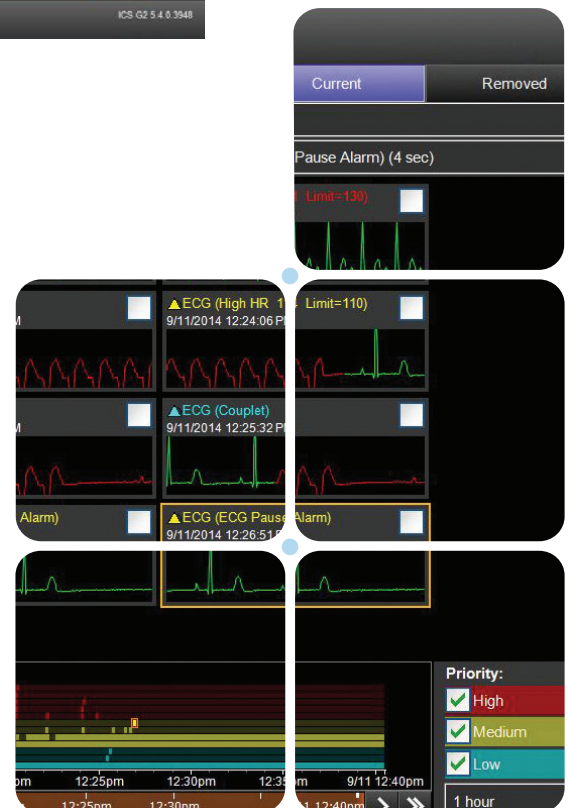 ICS G2 5.4.0.3948
Current Removed
Pause Alarm) (4 sec)
Limit=130)
ECG (High HR 1 Limit=110)
9/11/2014 12:24:06 P
ECG (Couplet)
9/11/2014 12:25:32 P
Alarm) ECG (ECG Pause Alarm)
9/11/2014 12:26:51
Priority:
High
Medium
Low
12:25pm 12:30pm 12:35 9/11 12:40pm
12:25pm 12:30pm 12:40pm 1 hour